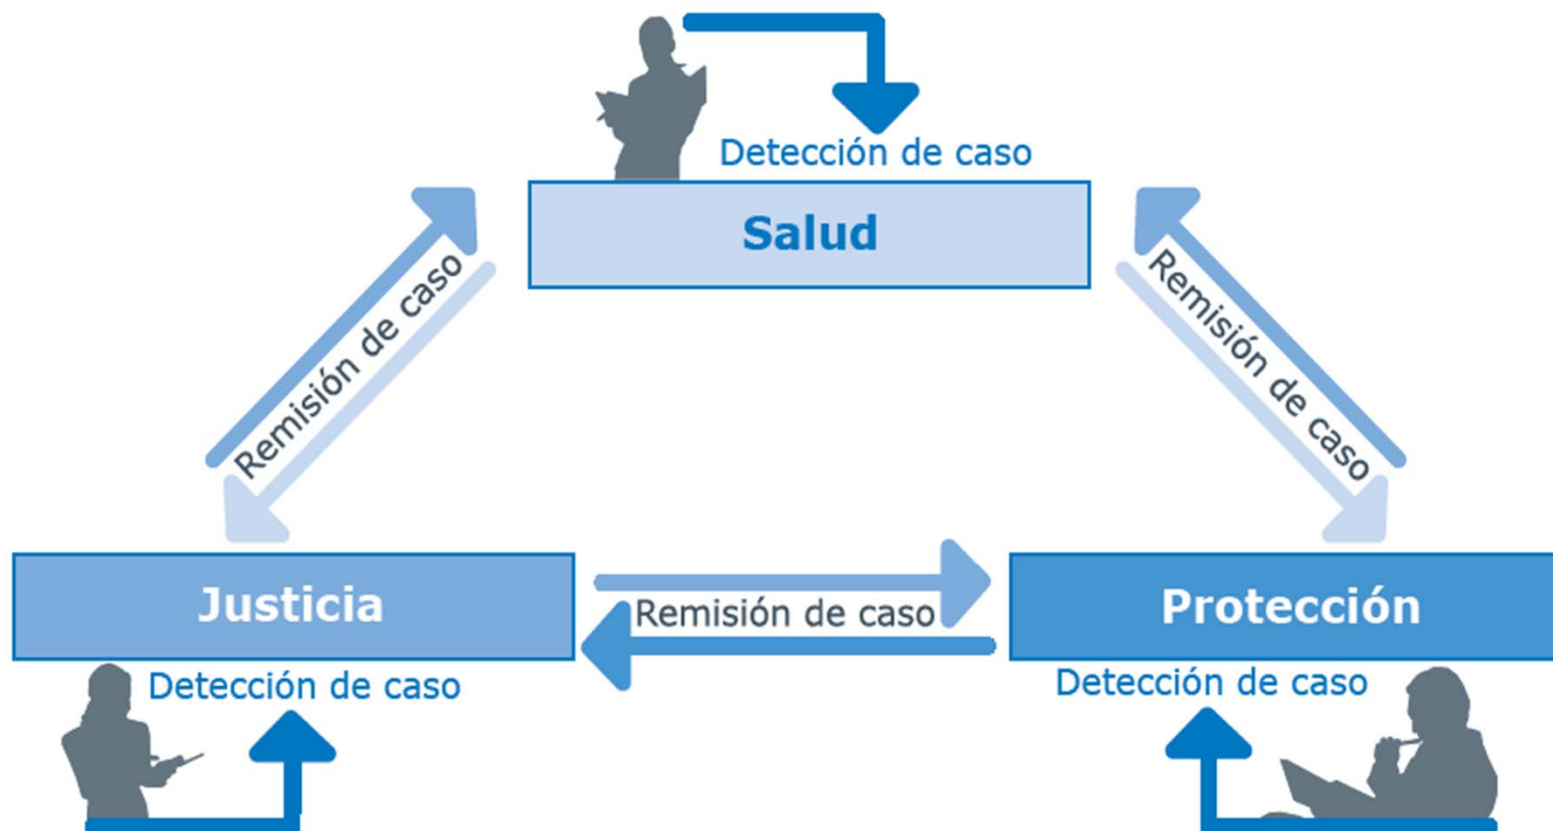 Detección de caso
Salud
Remisión de caso
Remisión de caso
Justicia
Remisión de caso
Protección
Detección de caso
Detección de caso